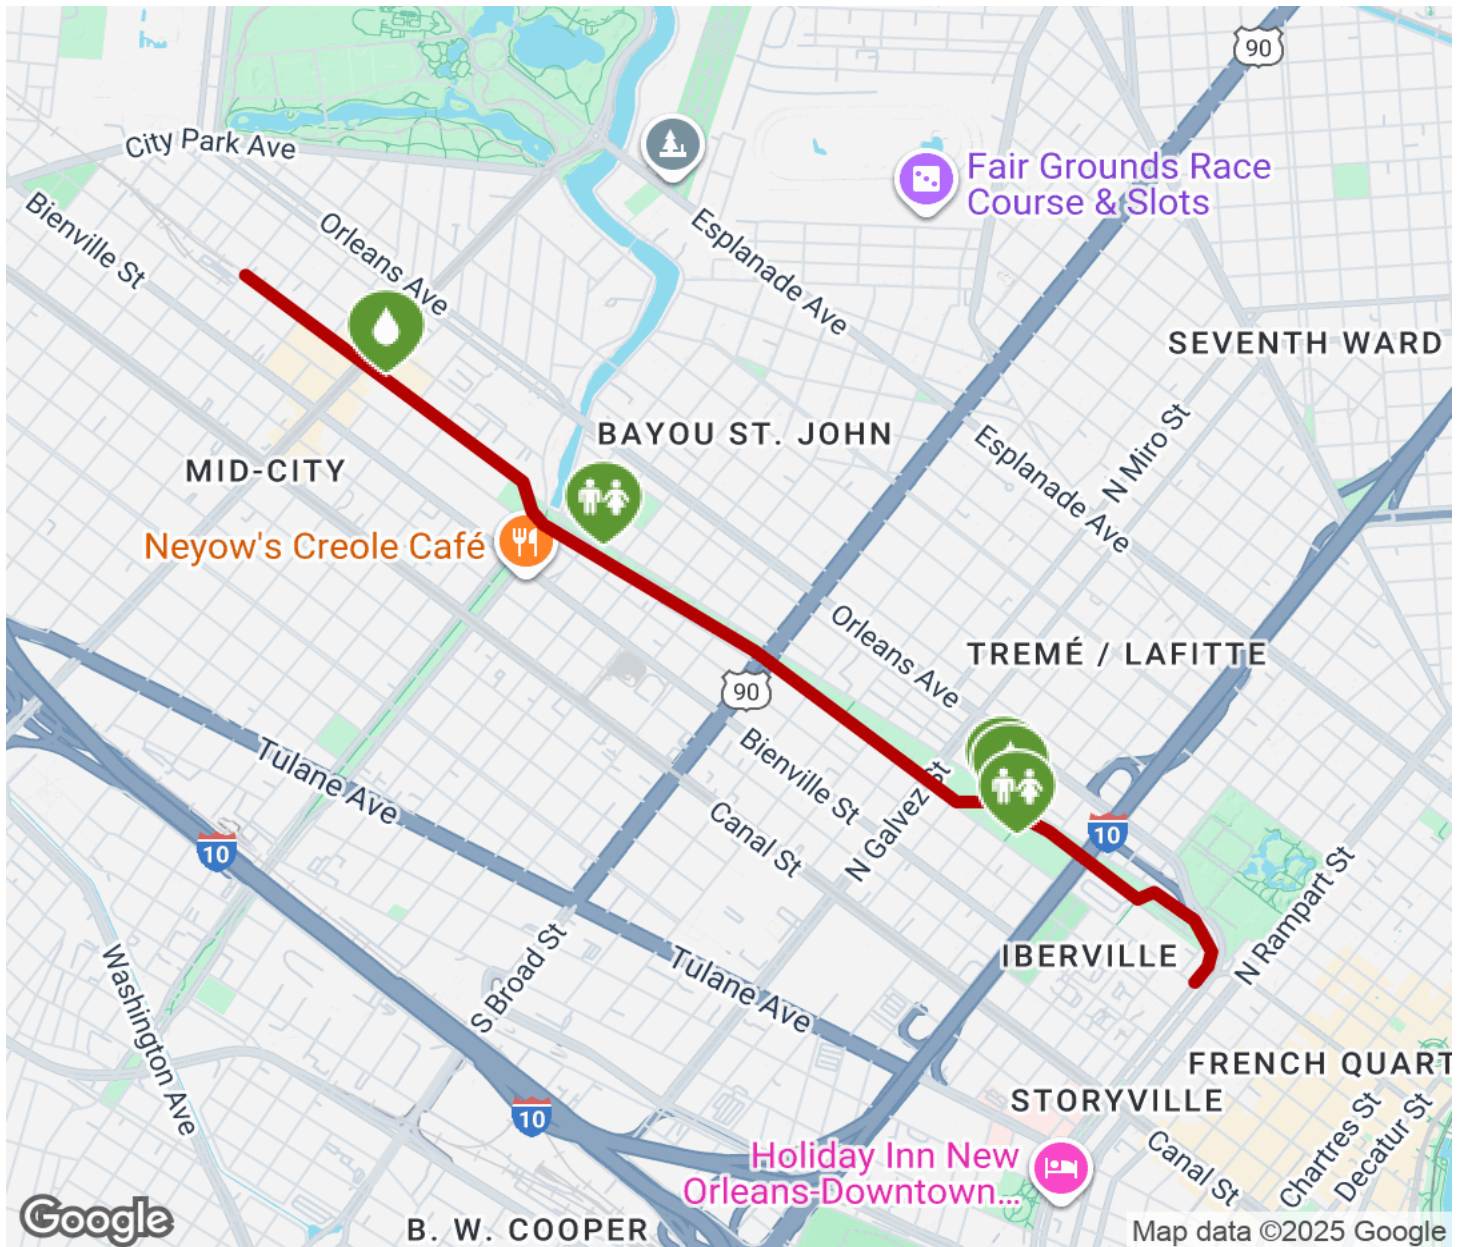 90
City Park Ave
Fair Grounds Race
Course & Slots
Bienville St
Orleans Ave
Esplanade Ave
SEVENTH WARD
N Miro St
BAYOU ST. JOHN
MID-CITY
Esplanade Ave
Neyow's Creole Café
Orleans Ave
TREMÉ / LAFITTE
90
Bienville St
Tulane Ave
N Galvez St
Canal St
10
10
N Rampart St
S Broad St
IBERVILLE
Washington Ave
Tulane Ave
FRENCH QUART
STORYVILLE
10
Chartres St
Decatur St
Canal St
Holiday Inn New
Orleans-Downtown...
Google
B. W. COOPER
Map data ©2025 Google